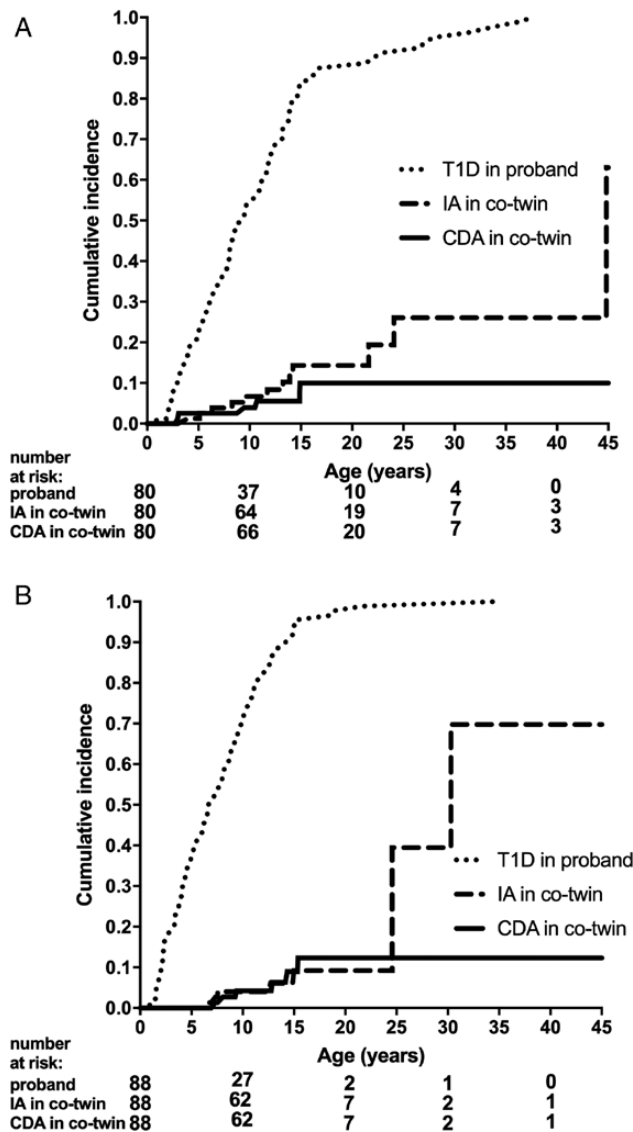 A
Cumulative incidence
1.0
0.9
0.8
0.7
0.6
0.5
0.4
0.3
0.2
0.1
0.0
T1D in proband
IA in co-twin
CDA in co-twin
0 5 10 15 20 25 30 35 40 45
Age (years)
number
at risk:
proband 80 37 10 4 0
IA in co-twin 80 64 19 7 3
CDA in co-twin 80 66 20 7 3
B
Cumulative incidence
1.0
0.9
0.8
0.7
0.6
0.5
0.4
0.3
0.2
0.1
0.0
T1D in proband
IA in co-twin
CDA in co-twin
0 5 10 15 20 25 30 35 40 45
Age (years)
number
at risk:
proband 88 27 2 1 0
IA in co-twin 88 62 7 2 1
CDA in co-twin 88 62 7 2 1